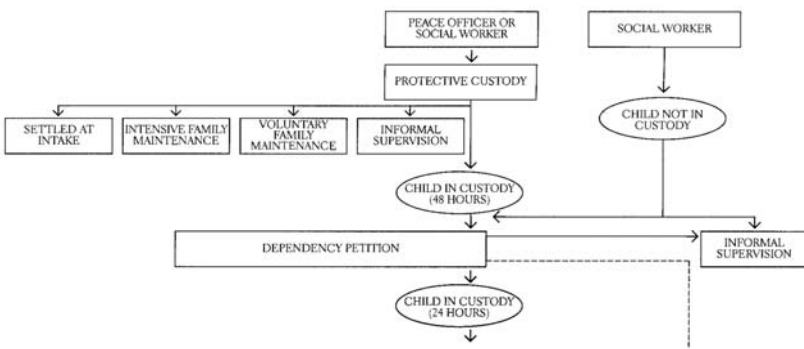 PEACE OFFICER OR
SOCIAL WORKER
SOCIAL WORKER
PROTECTIVE CUSTODY
SETTLED AT
INTAKE
INTENSIVE FAMILY
MAINTENANCE
VOLUNTARY
FAMILY
MAINTENANCE
INFORMAL
SUPERVISION
CHILD NOT IN
CUSTODY
CHILD IN CUSTODY
(48 HOURS)
DEPENDENCY PETITION
INFORMAL
SUPERVISION
CHILD IN CUSTODY
(24 HOURS)